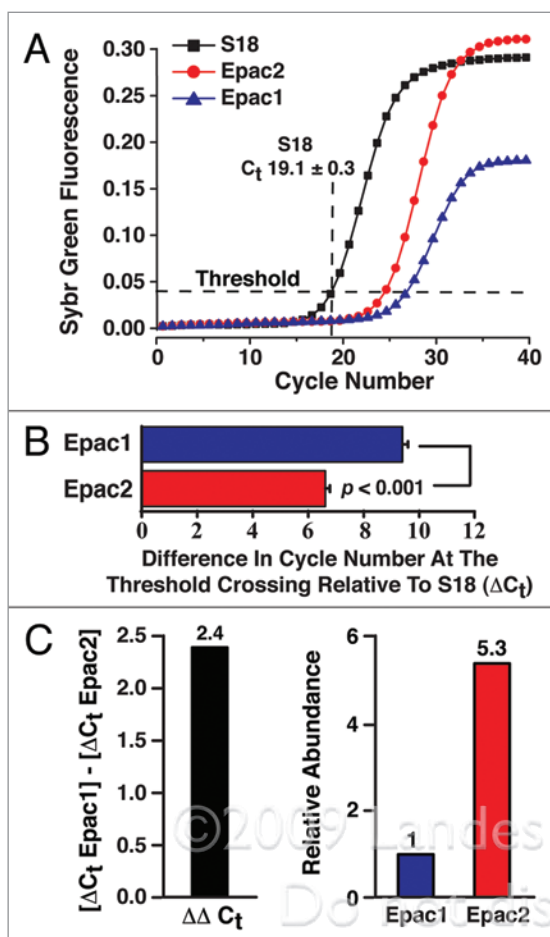 A
S18
Epac2
Epac1
S18
Ct 19.1 ± 0.3
Threshold
Sybr Green Fluorescence
0.30
0.25
0.20
0.15
0.10
0.05
0.00
0 10 20 30 40
Cycle Number
B
Epac1
Epac2
p < 0.001
0 2 4 6 8 10 12
Difference In Cycle Number At The
Threshold Crossing Relative To S18 (ΔCt)
C
[ΔCt Epac1] - [ΔCt Epac2]
2.5
2.0
1.5
1.0
0.5
0.0
2.4
ΔΔ Ct
Relative Abundance
6
4
2
0
1
5.3
Epac1 Epac2
©2009 Landes
Do not dis